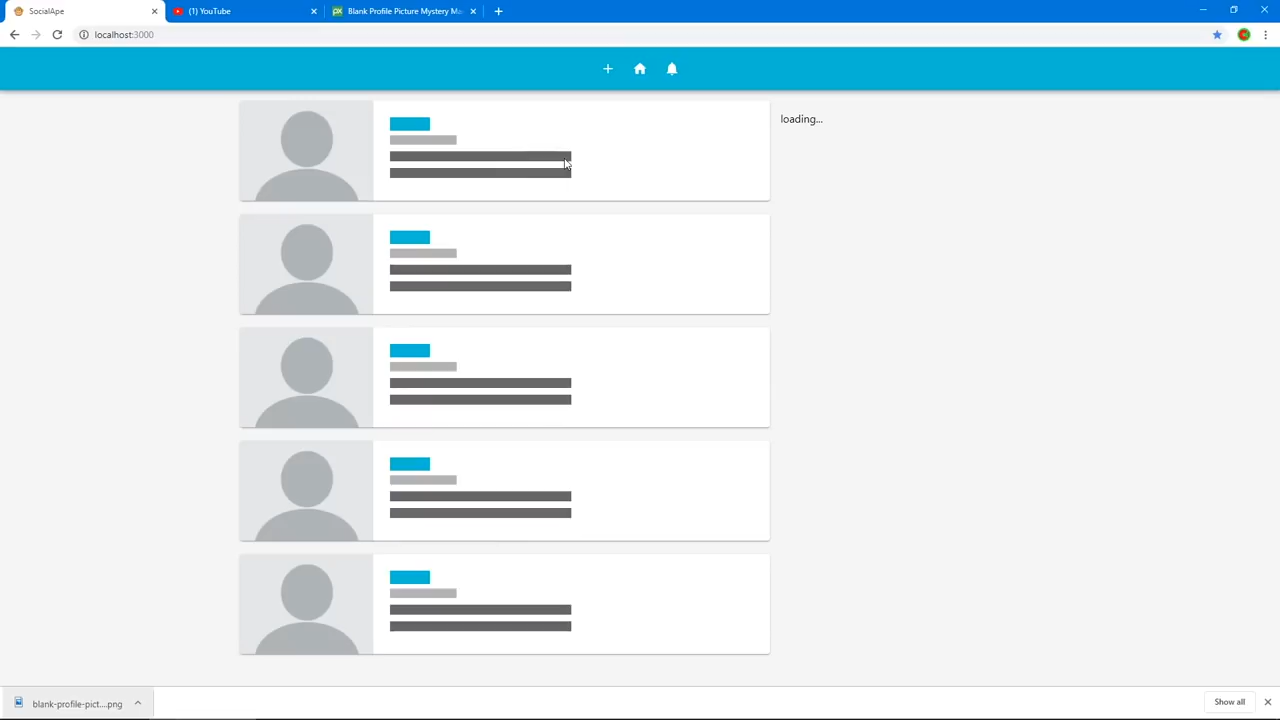 SocialApe
(1) YouTube
Blank Profile Picture Mystery Ma
localhost:3000
loading...
blank-profile-pict....png
Show all